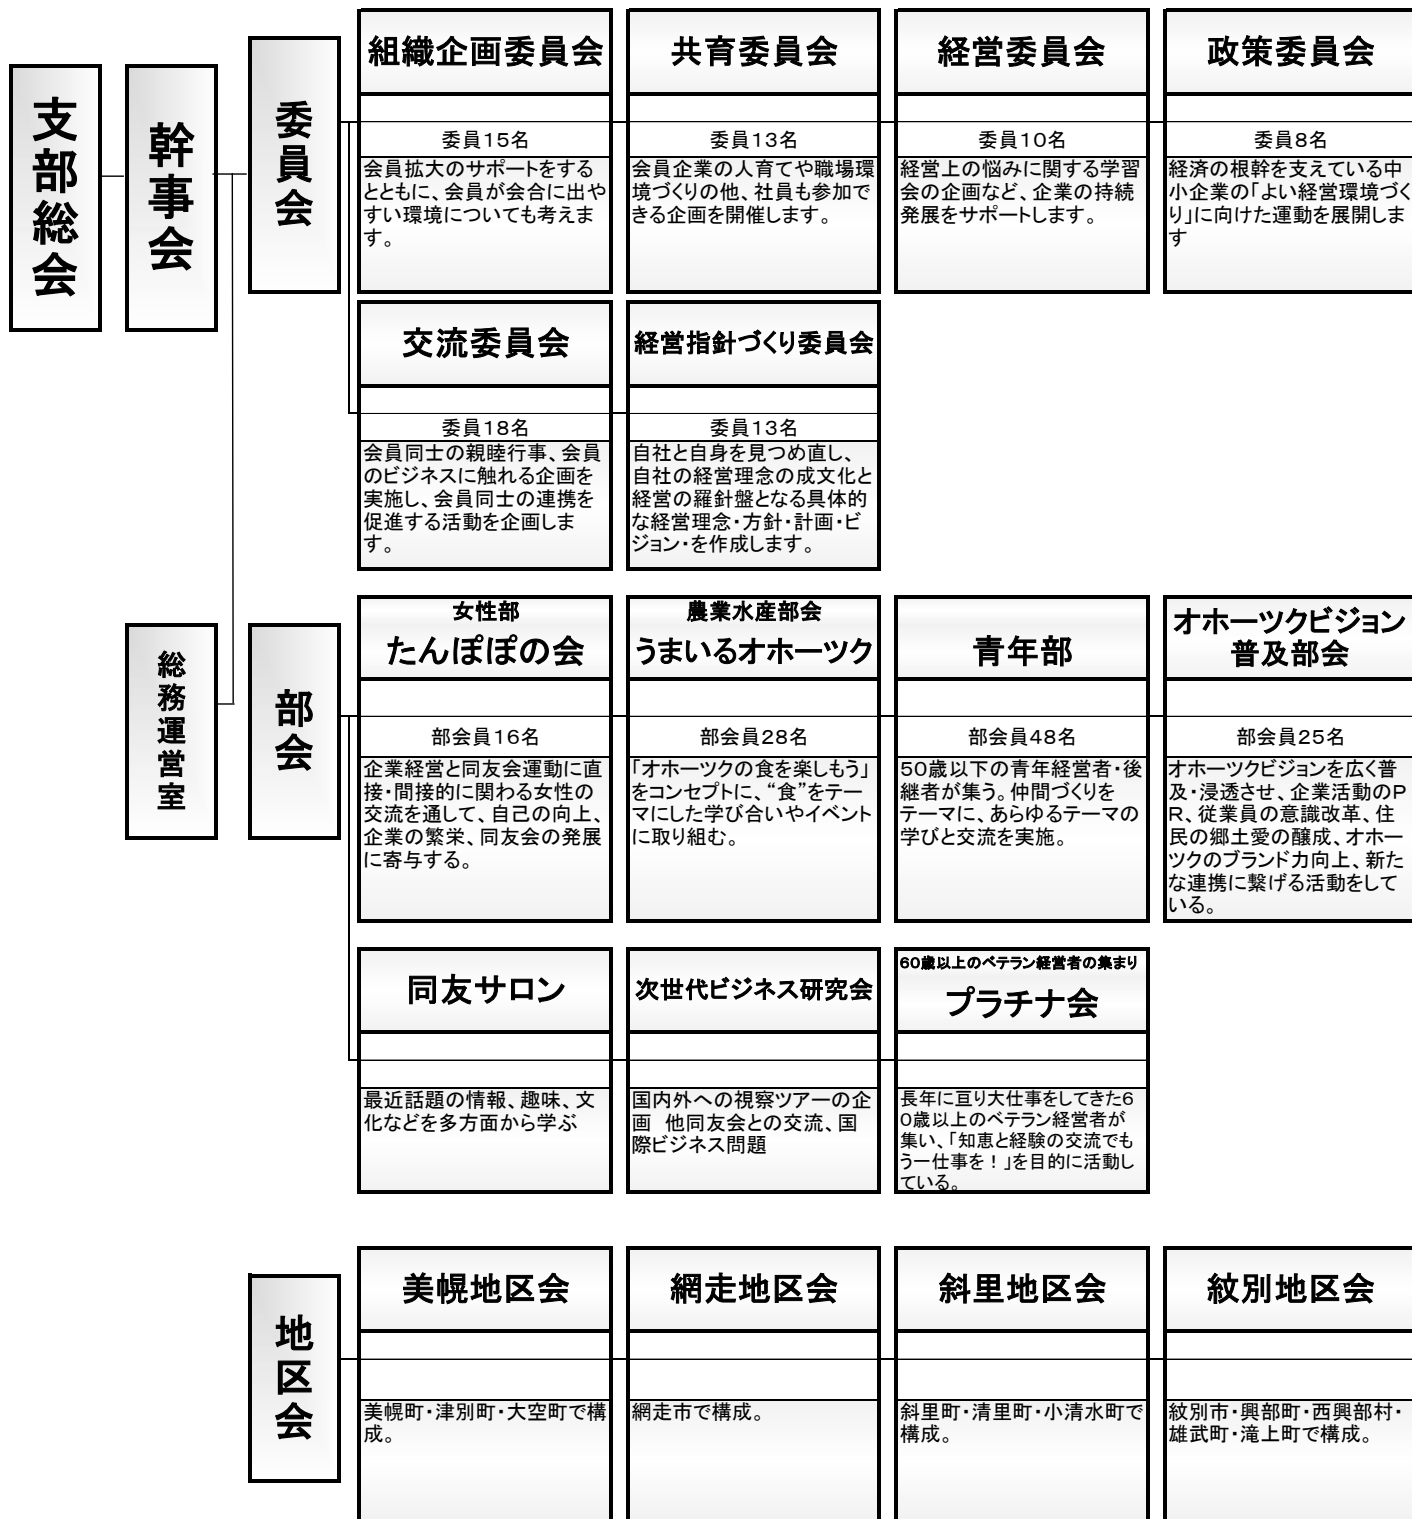 支部総会
幹事会
委員会
組織企画委員会
委員15名
会員拡大のサポートをする
とともに、会員が会合に出や
すい環境についても考えま
す。
共育委員会
委員13名
会員企業の人育てや職場環
境づくりの他、社員も参加で
きる企画を開催します。
経営委員会
委員10名
経営上の悩みに関する学習
会の企画など、企業の持続
発展をサポートします。
政策委員会
委員8名
経済の根幹を支えている中
小企業の「よい経営環境づく
り」に向けた運動を展開しま
す
交流委員会
委員18名
会員同士の親睦行事、会員
のビジネスに触れる企画を
実施し、会員同士の連携を
促進する活動を企画しま
す。
経営指針づくり委員会
委員13名
自社と自身を見つめ直し、
自社の経営理念の成文化と
経営の羅針盤となる具体的
な経営理念・方針・計画・ビ
ジョン・を作成します。
総務運営室
部会
女性部
たんぽぽの会
部会員16名
企業経営と同友会運動に直
接・間接的に関わる女性の
交流を通して、自己の向上、
企業の繁栄、同友会の発展
に寄与する。
農業水産部会
うまいるオホーツク
部会員28名
「オホーツクの食を楽しもう」
をコンセプトに、“食”をテー
マにした学び合いやイベント
に取り組む。
青年部
部会員48名
50歳以下の青年経営者・後
継者が集う。仲間づくりを
テーマに、あらゆるテーマの
学びと交流を実施。
オホーツクビジョン
普及部会
部会員25名
オホーツクビジョンを広く普
及・浸透させ、企業活動のP
R、従業員の意識改革、住
民の郷土愛の醸成、オホー
ツクのブランド力向上、新た
な連携に繋げる活動をして
いる。
同友サロン
最近話題の情報、趣味、文
化などを多方面から学ぶ
次世代ビジネス研究会
国内外への視察ツアーの企
画 他同友会との交流、国
際ビジネス問題
60歳以上のベテラン経営者の集まり
プラチナ会
長年に亘り大仕事をしてきた6
0歳以上のベテラン経営者が
集い、「知恵と経験の交流でも
う一仕事を！」を目的に活動し
ている。
地区会
美幌地区会
美幌町・津別町・大空町で構
成。
網走地区会
網走市で構成。
斜里地区会
斜里町・清里町・小清水町で
構成。
紋別地区会
紋別市・興部町・西興部村・
雄武町・滝上町で構成。